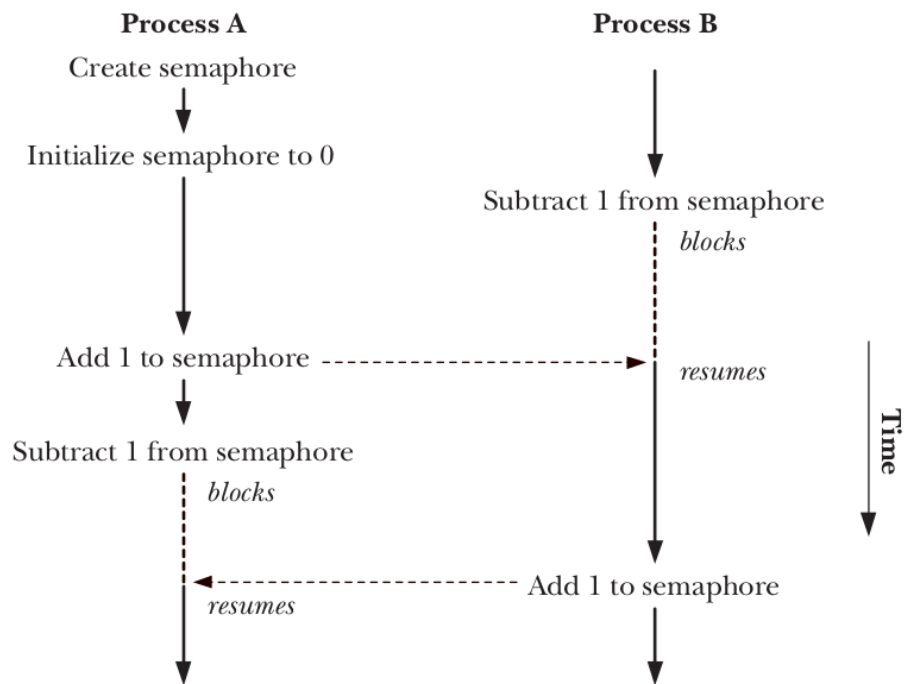 Process A
Process B
Create semaphore
Initialize semaphore to 0
Subtract 1 from semaphore
blocks
Add 1 to semaphore
resumes
Time
Subtract 1 from semaphore
blocks
Add 1 to semaphore
resumes